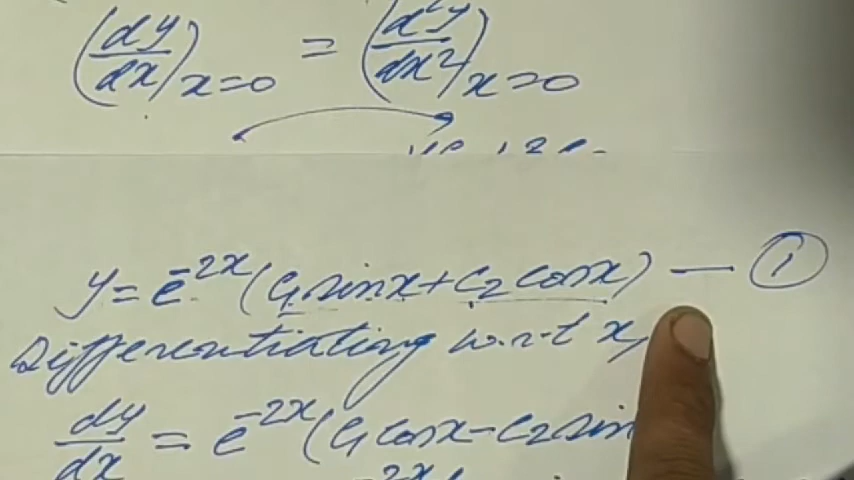 (dy/dx)x=0 = (d²y/dx²)x=0
y = e^-2x (c₁ sinx + c₂ cosx) — ①
Differentiating w.r.t x,
dy/dx = e^-2x (c₁ cosx - c₂ sin